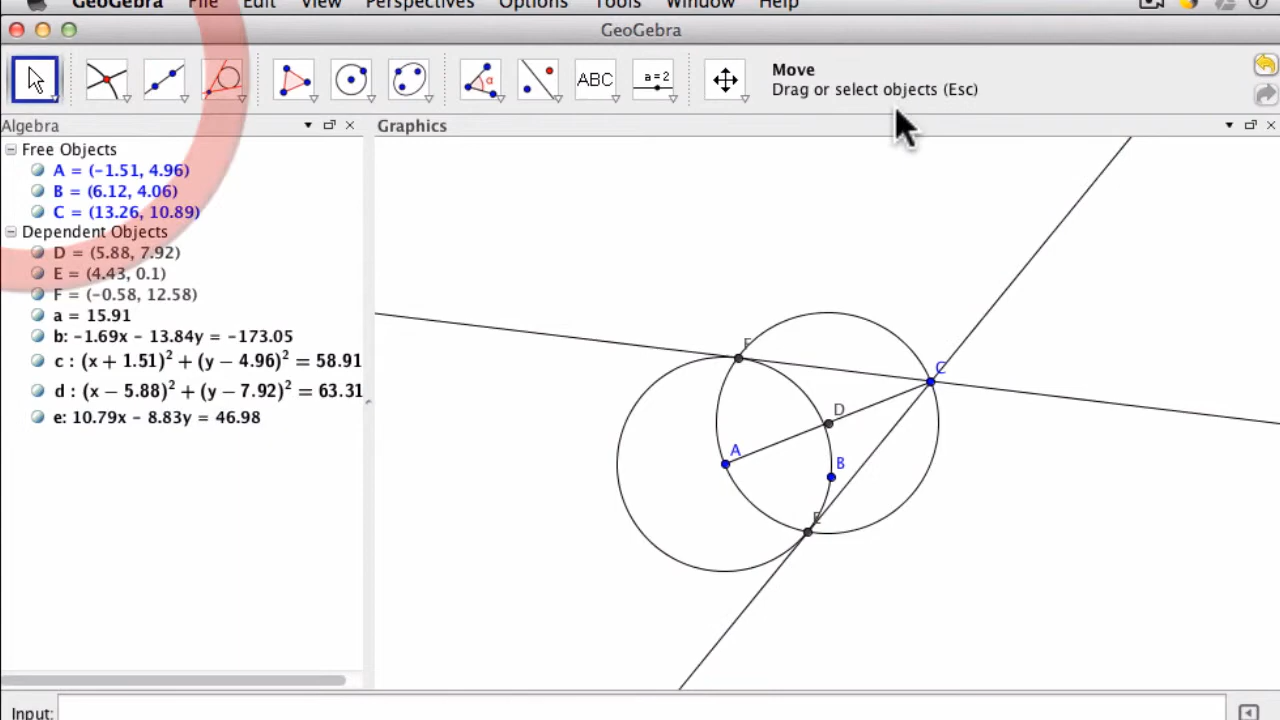 GeoGebra File Edit View Perspectives Options Tools Window Help
GeoGebra
ABC
a=2
α
Move
Drag or select objects (Esc)
Algebra
Graphics
Free Objects
A = (-1.51, 4.96)
B = (6.12, 4.06)
C = (13.26, 10.89)
Dependent Objects
D = (5.88, 7.92)
E = (4.43, 0.1)
F = (-0.58, 12.58)
a = 15.91
b: -1.69x - 13.84y = -173.05
c : (x + 1.51)² + (y - 4.96)² = 58.91
d : (x - 5.88)² + (y - 7.92)² = 63.31
e: 10.79x - 8.83y = 46.98
F
C
D
A
B
E
Input: